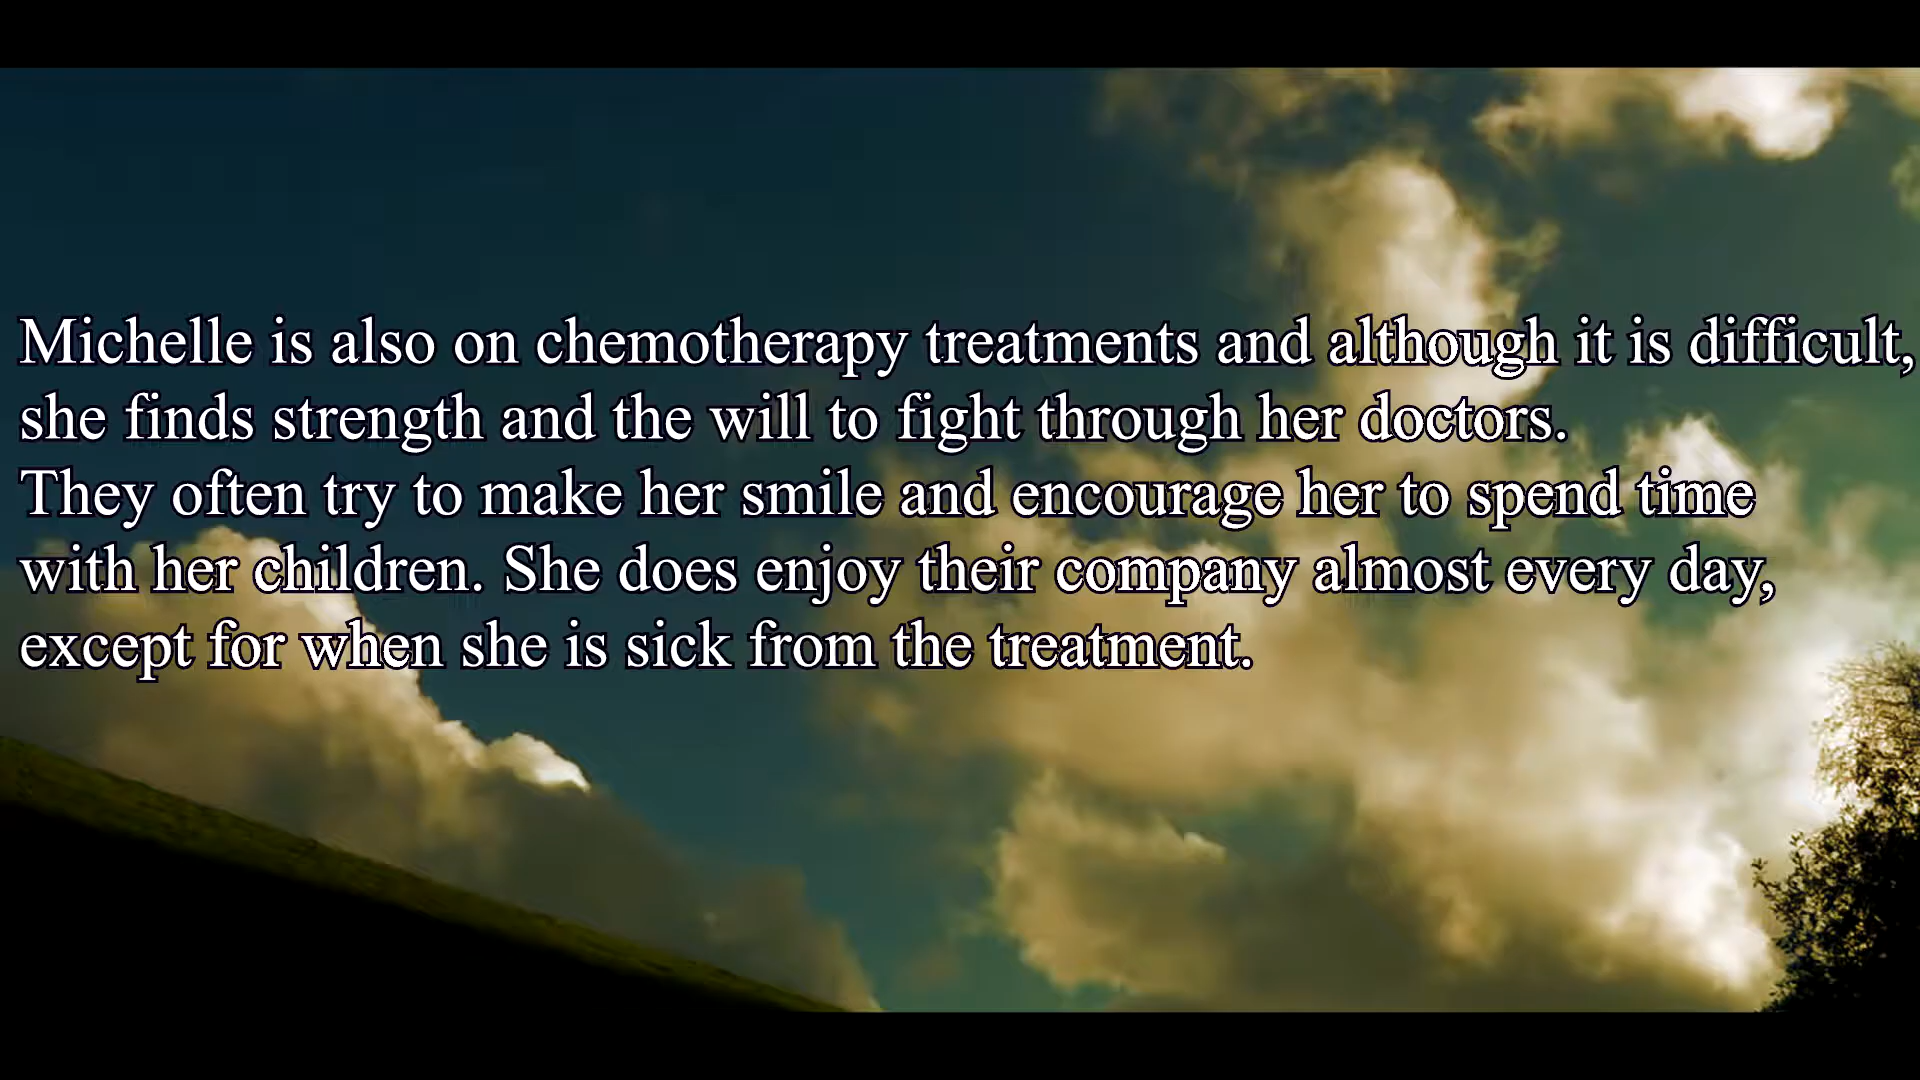 Michelle is also on chemotherapy treatments and although it is difficult,
she finds strength and the will to fight through her doctors.
They often try to make her smile and encourage her to spend time
with her children. She does enjoy their company almost every day,
except for when she is sick from the treatment.